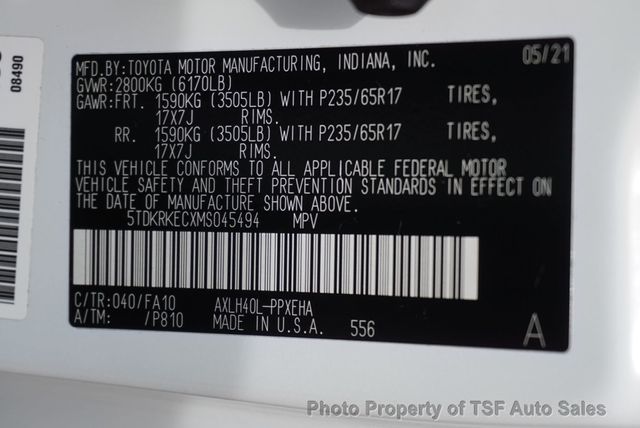 08490
MFD.BY:TOYOTA MOTOR MANUFACTURING, INDIANA, INC. 05/21
GVWR:2800KG (6170LB)
GAWR:FRT. 1590KG (3505LB) WITH P235/65R17 TIRES,
17X7J RIMS.
RR. 1590KG (3505LB) WITH P235/65R17 TIRES,
17X7J RIMS.
THIS VEHICLE CONFORMS TO ALL APPLICABLE FEDERAL MOTOR
VEHICLE SAFETY AND THEFT PREVENTION STANDARDS IN EFFECT ON
THE DATE OF MANUFACTURE SHOWN ABOVE.
5TDKRKECXMS045494 MPV
C/TR:040/FA10 AXLH40L-PPXEHA
A/TM: /P810 MADE IN U.S.A. 556 A
Photo Property of TSF Auto Sales